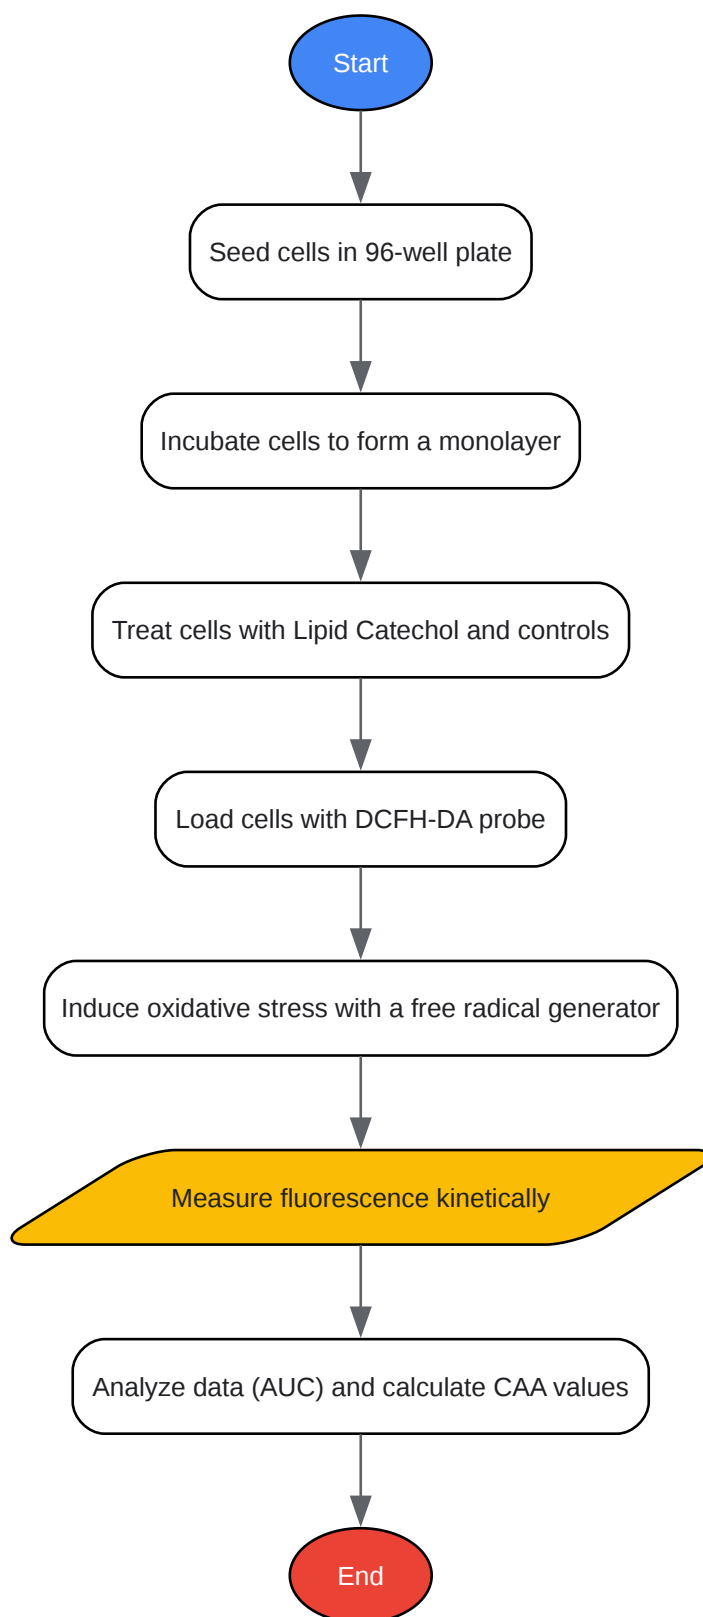 Start
Seed cells in 96-well plate
Incubate cells to form a monolayer
Treat cells with Lipid Catechol and controls
Load cells with DCFH-DA probe
Induce oxidative stress with a free radical generator
Measure fluorescence kinetically
Analyze data (AUC) and calculate CAA values
End